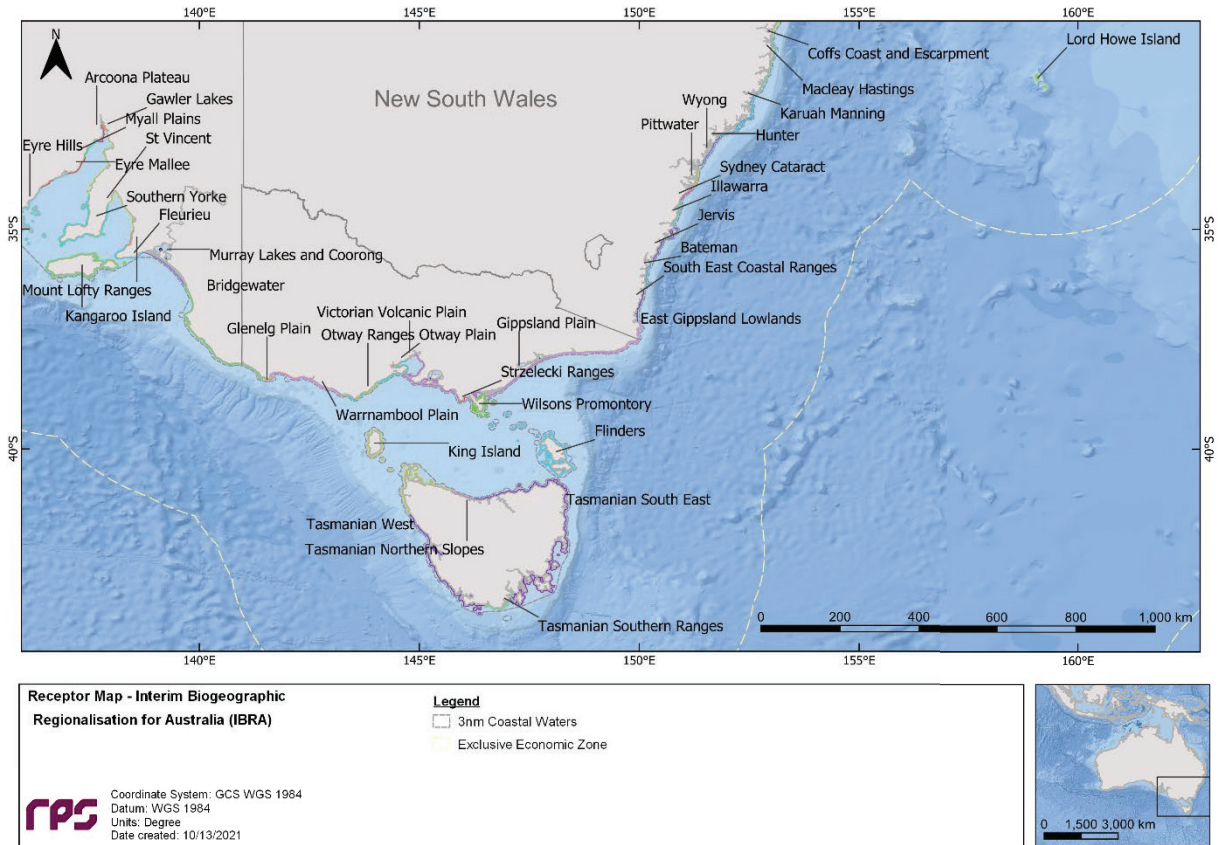 140°E 145°E 150°E 155°E 160°E
N
Coffs Coast and Escarpment
Lord Howe Island
Arcoona Plateau
Macleay Hastings
Gawler Lakes
New South Wales
Wyong
Karuah Manning
Myall Plains
Pittwater
Hunter
St Vincent
Eyre Hills
Eyre Mallee
Sydney Cataract
Illawarra
Southern Yorke
Fleurieu
Jervis
35°S 35°S
Bateman
Murray Lakes and Coorong
South East Coastal Ranges
Mount Lofty Ranges
Bridgewater
Kangaroo Island
Victorian Volcanic Plain
Gippsland Plain
East Gippsland Lowlands
Glenelg Plain
Otway Ranges
Otway Plain
Strzelecki Ranges
Warrnambool Plain
Wilsons Promontory
Flinders
40°S 40°S
King Island
Tasmanian South East
Tasmanian West
Tasmanian Northern Slopes
Tasmanian Southern Ranges
0 200 400 600 800 1,000 km
140°E 145°E 150°E 155°E 160°E
Receptor Map - Interim Biogeographic
Regionalisation for Australia (IBRA)
Legend
3nm Coastal Waters
Exclusive Economic Zone
rps
Coordinate System: GCS WGS 1984
Datum: WGS 1984
Units: Degree
Date created: 10/13/2021
0 1,500 3,000 km